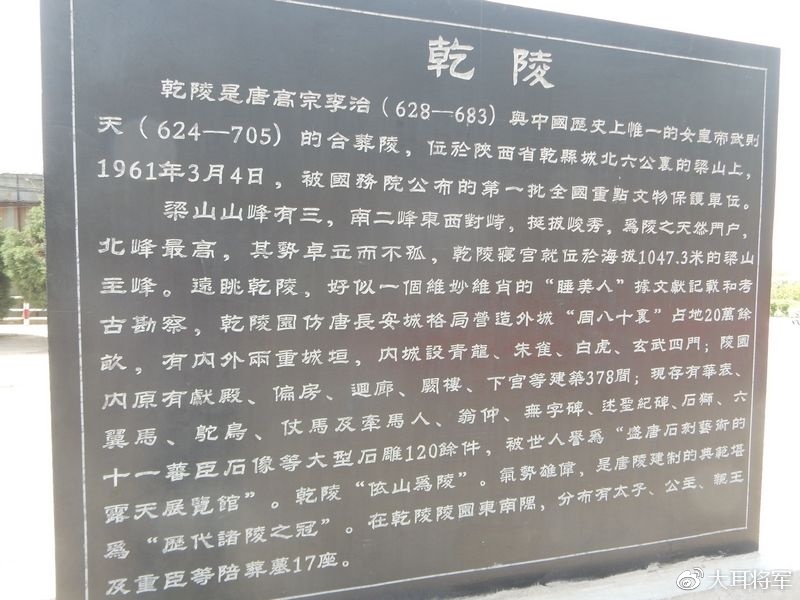 乾陵
乾陵是唐高宗李治（628—683）與中國歷史上惟一的女皇帝武則
天（624—705）的合葬陵，位於陝西省乾縣城北六公裏的梁山上，
1961年3月4日，被國務院公布的第一批全國重點文物保護單位。
梁山山峰有三，南二峰東西對峙，挺拔峻秀，爲陵之天然門户，
北峰最高，其勢卓立而不孤，乾陵寢宫就位於海拔1047.3米的梁山
主峰。遠眺乾陵，好似一個維妙維肖的“睡美人”據文獻記載和考
古勘察，乾陵園仿唐長安城格局營造外城“周八十裏”占地20萬餘
畝，有内外兩重城垣，内城設青龍、朱雀、白虎、玄武四門；陵園
内原有獻殿、偏房、迴廊、闕樓、下宫等建築378間；現存有華表、
翼馬、鴕鳥、仗馬及牽馬人、翁仲、無字碑、述聖紀碑、石獅、六
十一蕃臣石像等大型石雕120餘件，被世人譽爲“盛唐石刻藝術的
露天展覽館”。乾陵“依山爲陵”。氣勢雄偉，是唐陵建制的典範堪
爲“歷代諸陵之冠”。在乾陵陵園東南隅，分布有太子、公主、親王
及重臣等陪葬墓17座。
大耳将军